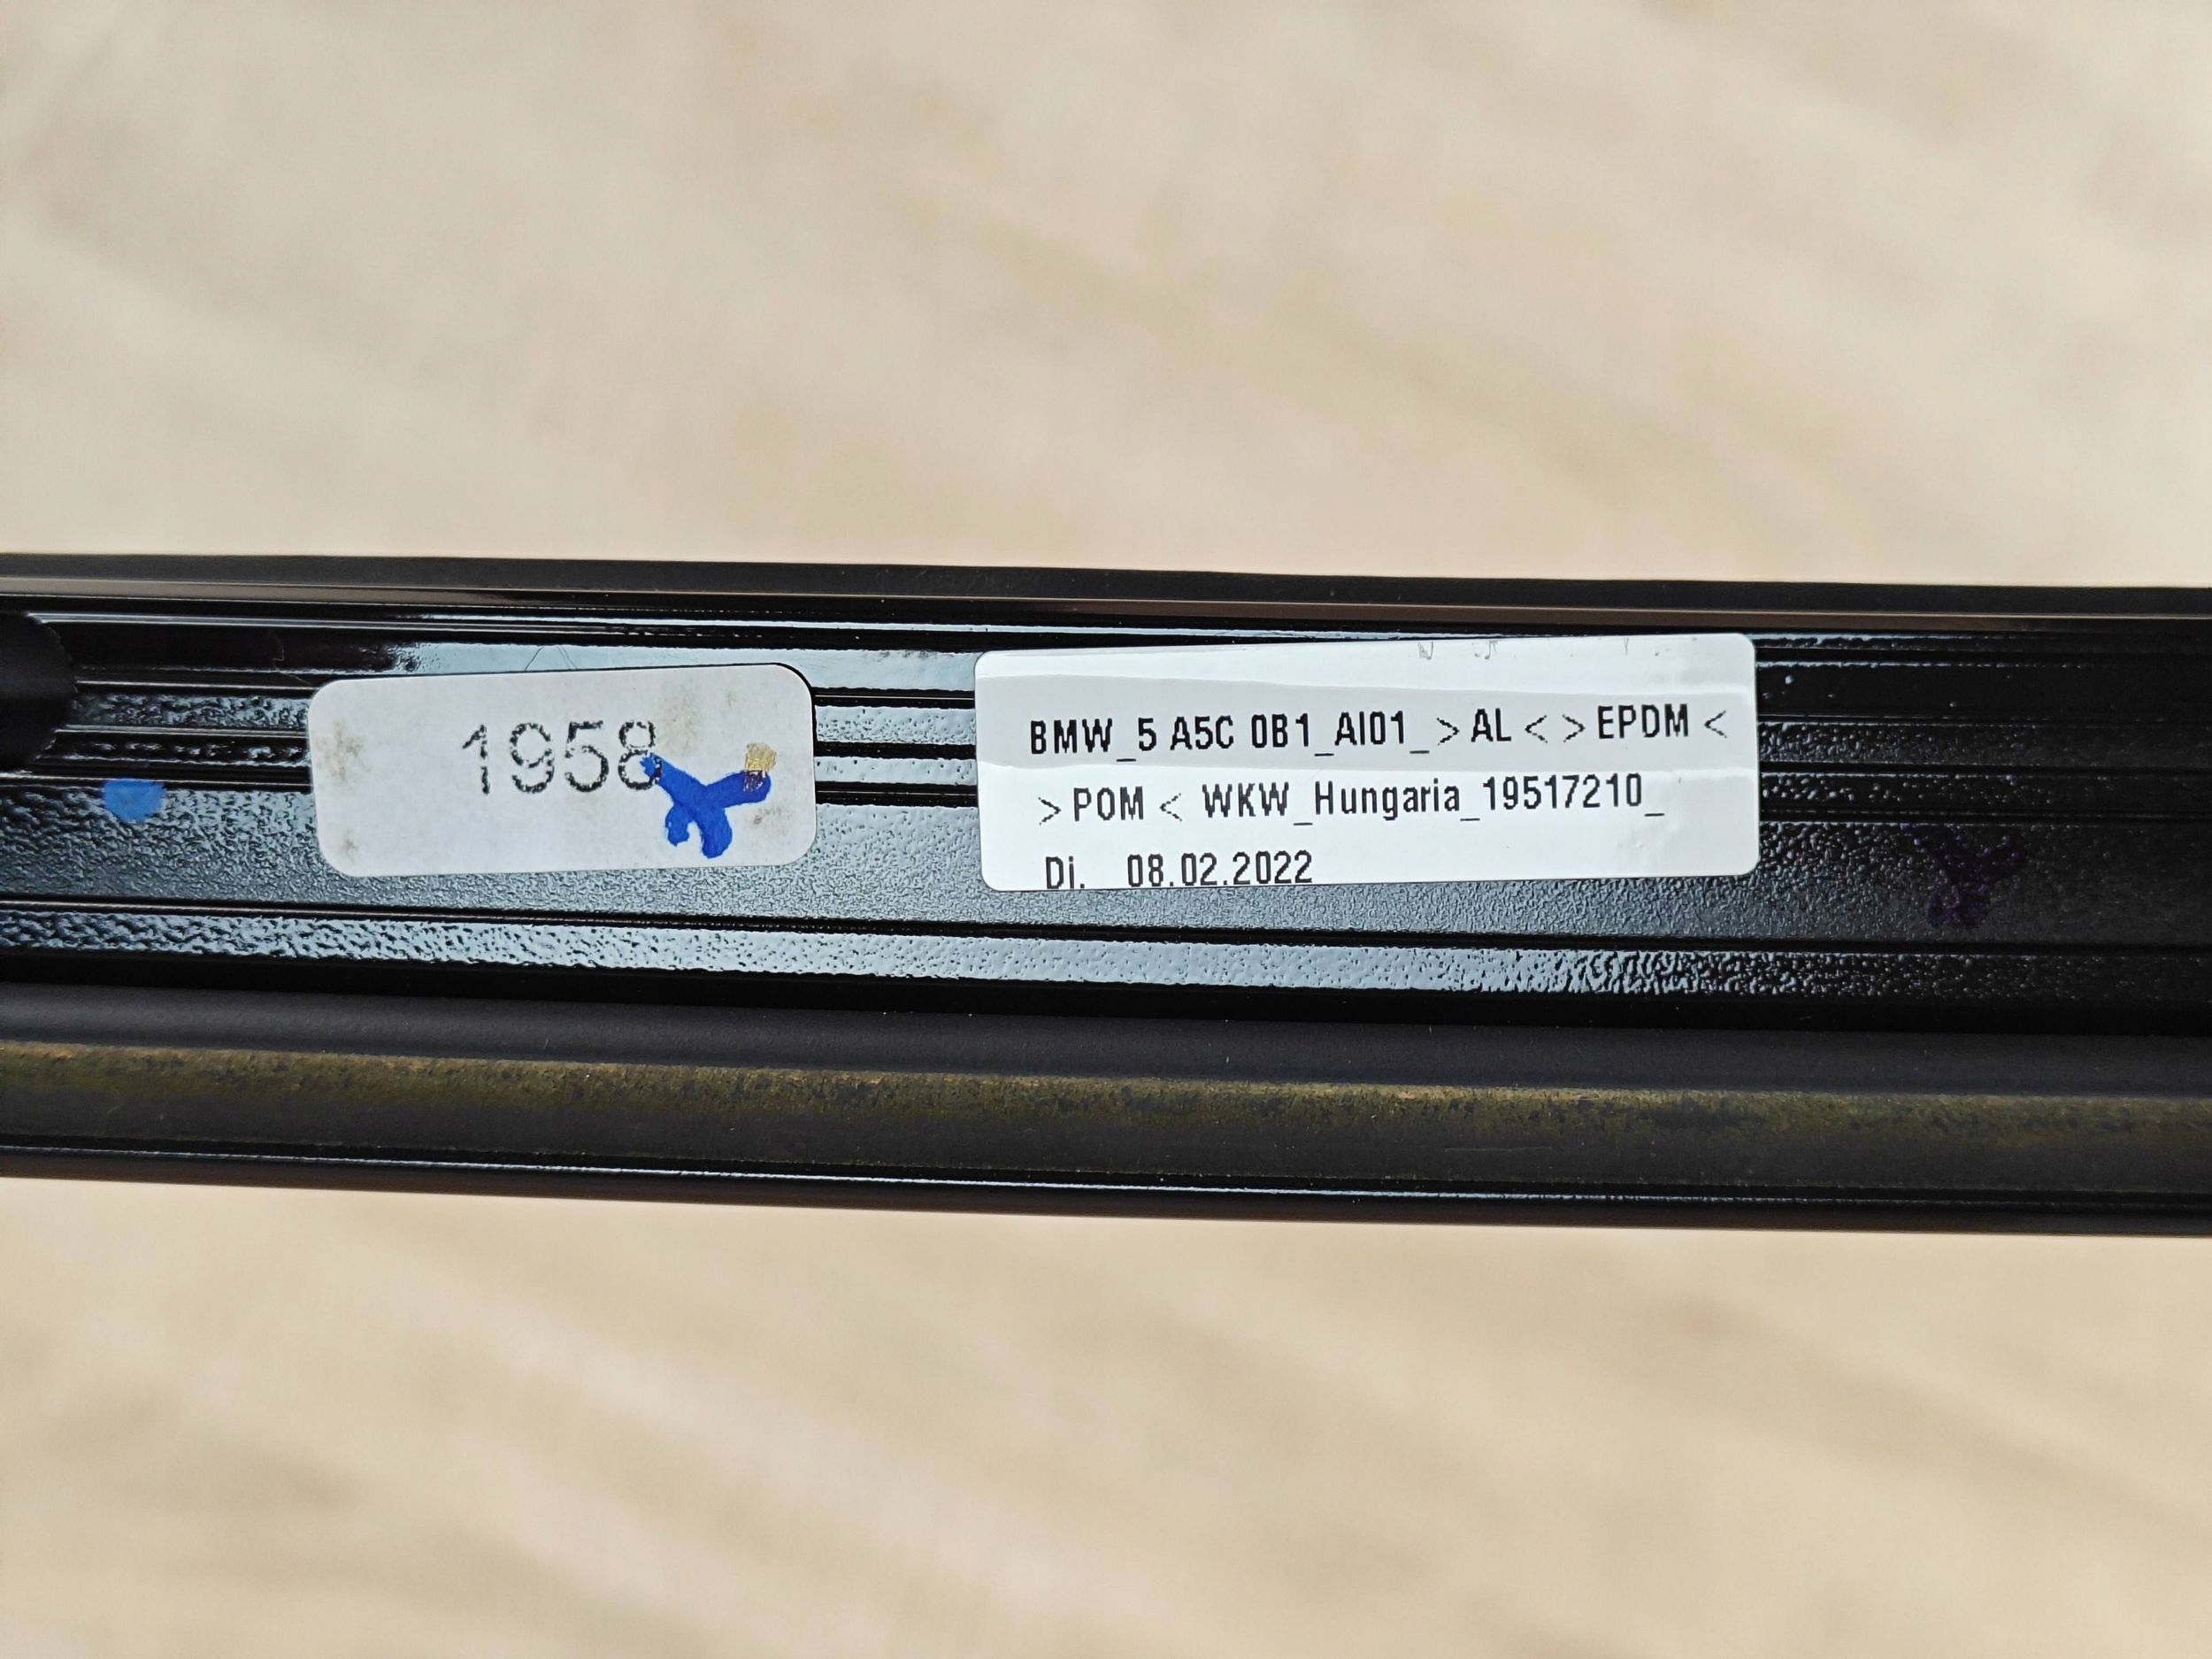 1958
BMW_5 A5C 0B1_AI01_>AL<>EPDM<
>POM< WKW_Hungaria_19517210_
Di. 08.02.2022